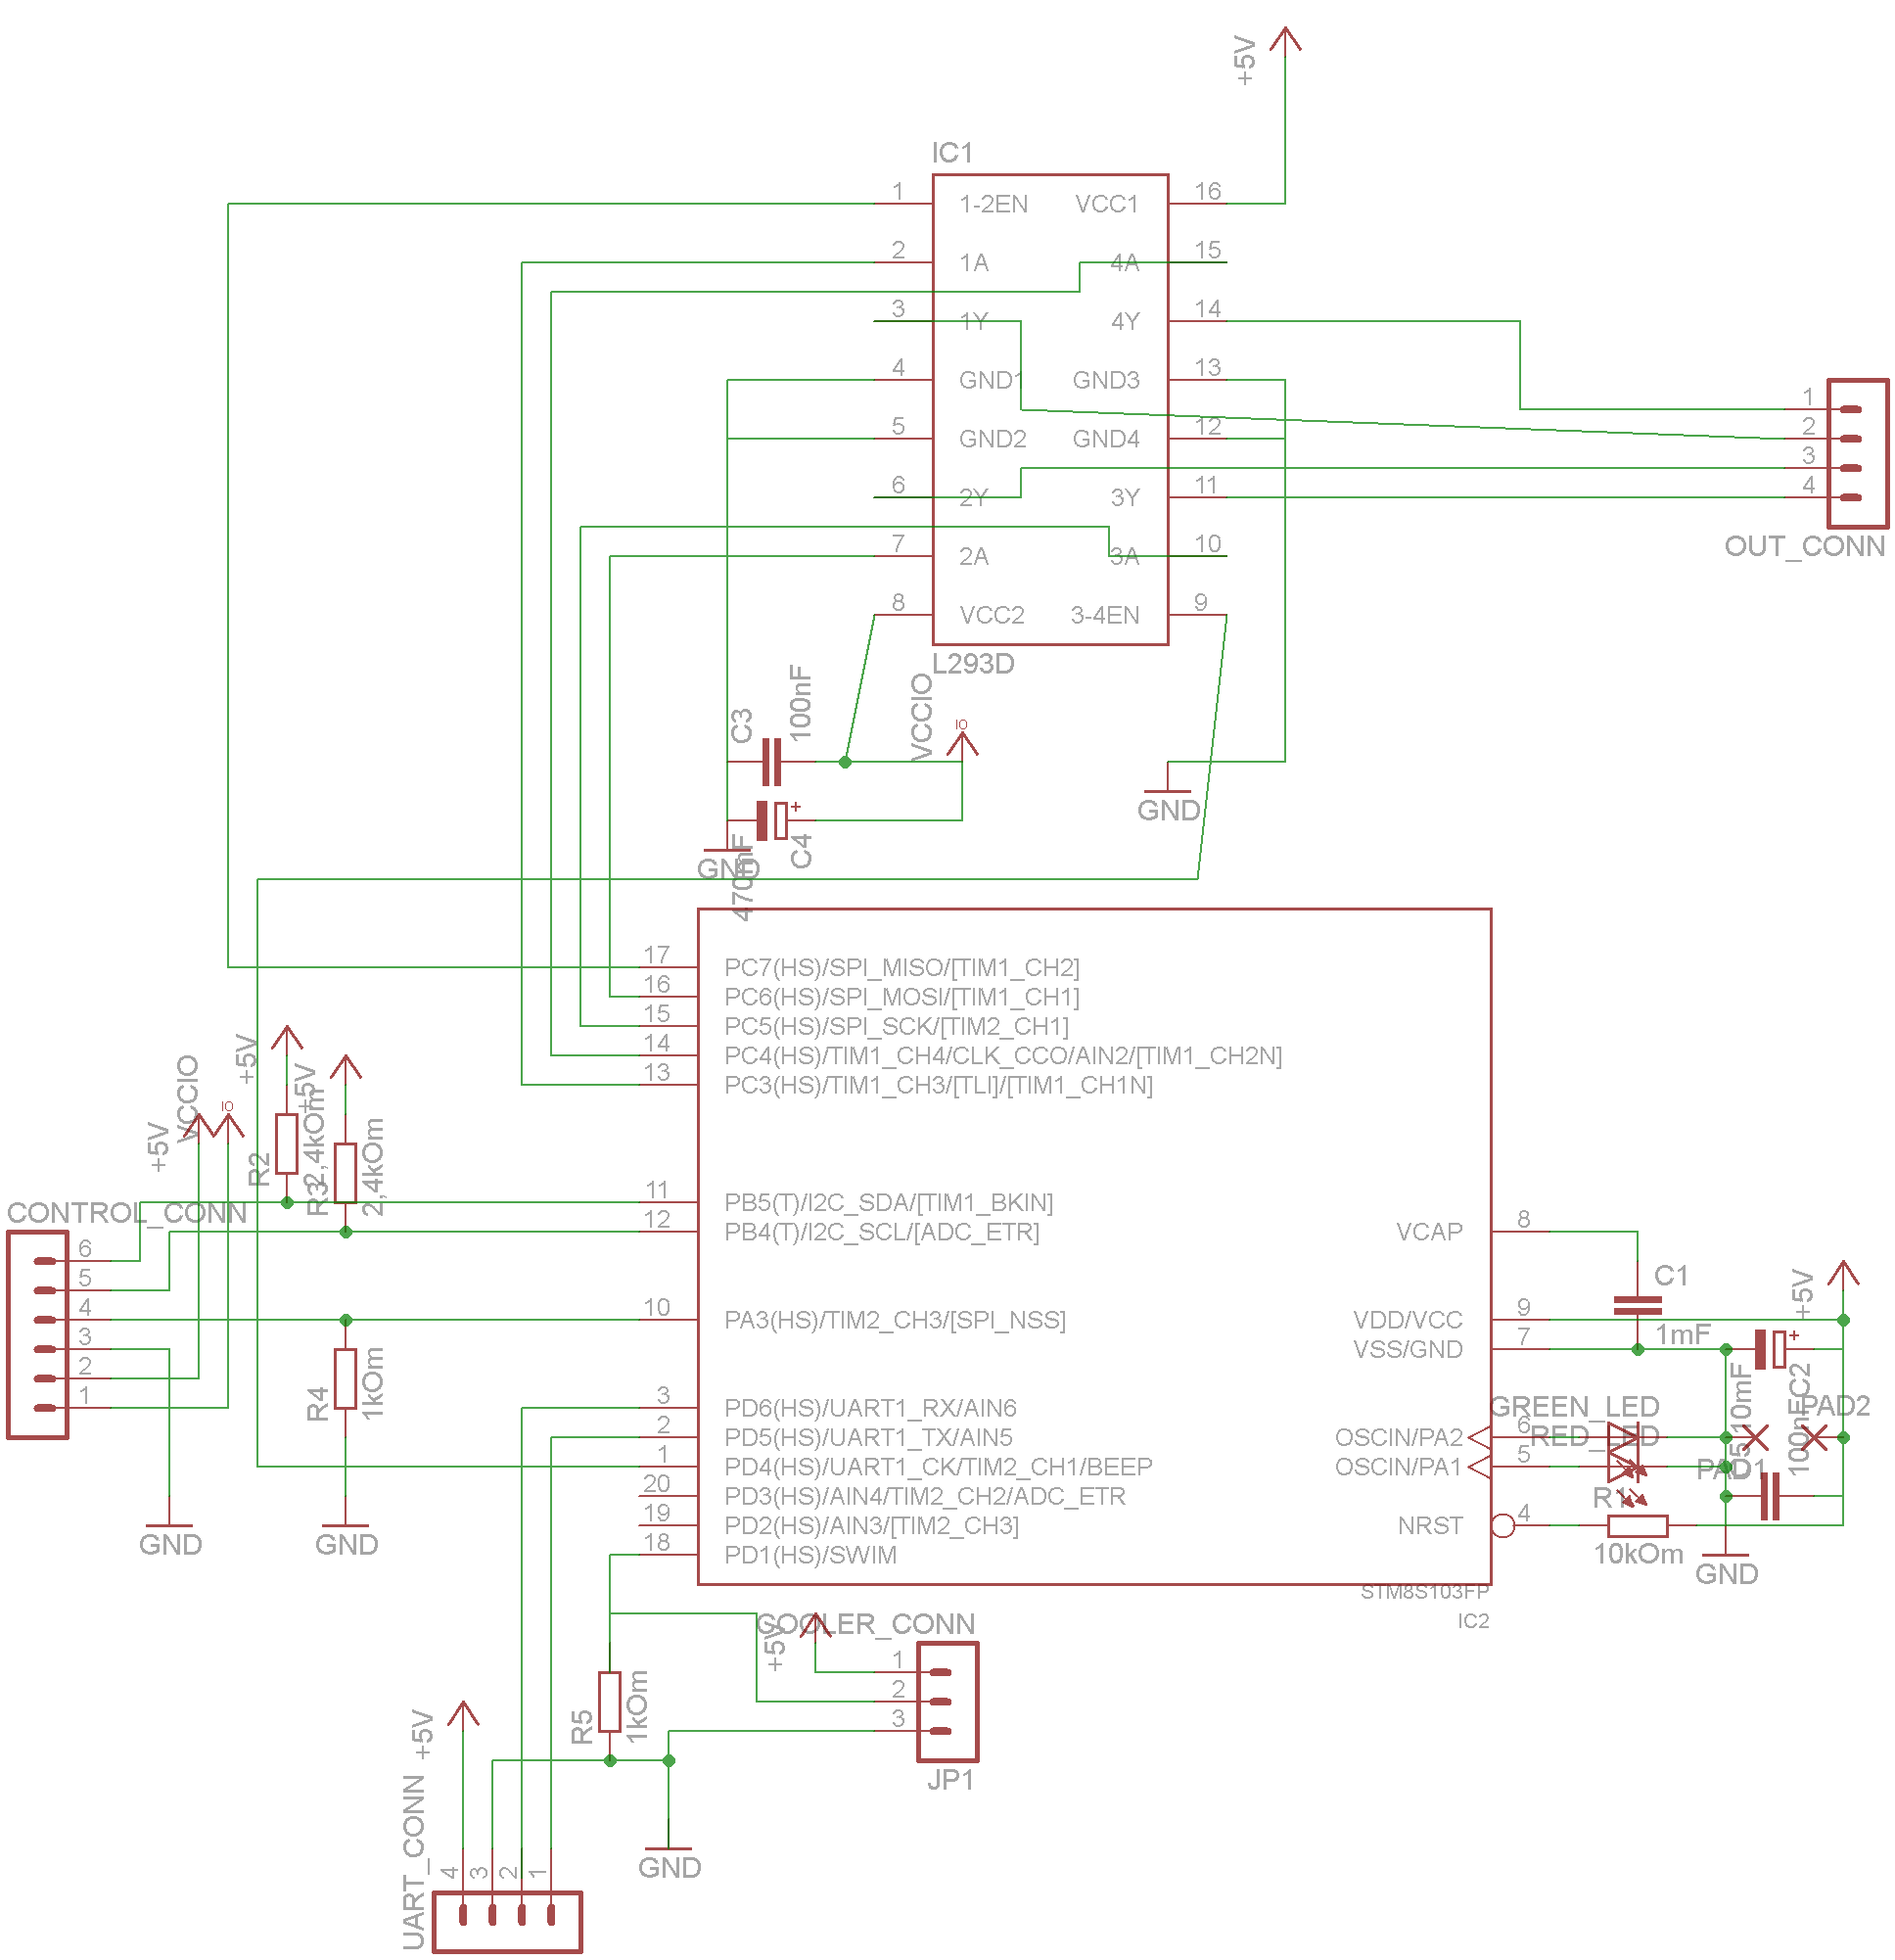 +5V
IC1
1 1-2EN VCC1 16
2 1A 4A 15
3 1Y 4Y 14
4 GND1 GND3 13
5 GND2 GND4 12
6 2Y 3Y 11
7 2A 3A 10
8 VCC2 3-4EN 9
L293D
1
2
3
4
OUT_CONN
C3
100nF
VCCIO
IO
GND
C4
GND
17 PC7(HS)/SPI_MISO/[TIM1_CH2]
16 PC6(HS)/SPI_MOSI/[TIM1_CH1]
15 PC5(HS)/SPI_SCK/[TIM2_CH1]
14 PC4(HS)/TIM1_CH4/CLK_CCO/AIN2/[TIM1_CH2N]
13 PC3(HS)/TIM1_CH3/[TLI]/[TIM1_CH1N]
11 PB5(T)/I2C_SDA/[TIM1_BKIN]
12 PB4(T)/I2C_SCL/[ADC_ETR]
10 PA3(HS)/TIM2_CH3/[SPI_NSS]
3 PD6(HS)/UART1_RX/AIN6
2 PD5(HS)/UART1_TX/AIN5
1 PD4(HS)/UART1_CK/TIM2_CH1/BEEP
20 PD3(HS)/AIN4/TIM2_CH2/ADC_ETR
19 PD2(HS)/AIN3/[TIM2_CH3]
18 PD1(HS)/SWIM
VCAP 8
VDD/VCC 9
VSS/GND 7
OSCIN/PA2 6
OSCIN/PA1 5
NRST 4
STM8S103FP
IC2
+5V
VCCIO
IO
+5V
R2
2,4kOm
+5V
R3
2,4kOm
CONTROL_CONN
6
5
4
3
2
1
R4
1kOm
GND
GND
C1
1mF
+5V
10mF
C2
100nF
PAD2
PAD1
GREEN_LED
RED_LED
R1
10kOm
GND
COOLER_CONN
+5V
1
2
3
JP1
R5
1kOm
GND
+5V
UART_CONN
4
3
2
1